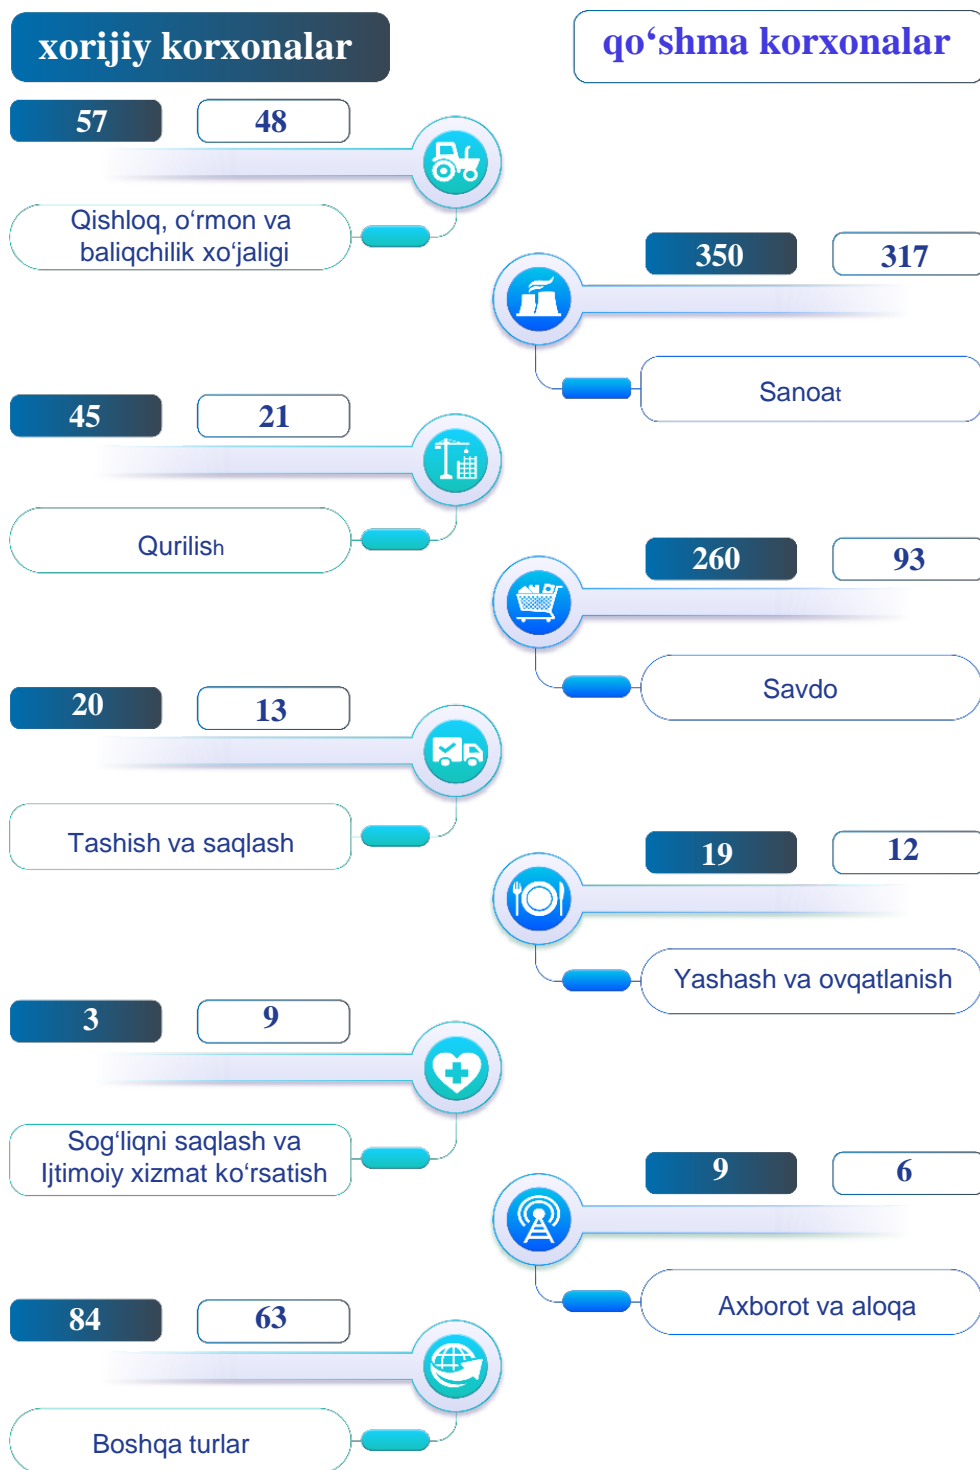 xorijiy korxonalar
qo‘shma korxonalar
57
48
Qishloq, o‘rmon va
baliqchilik xo‘jaligi
350
317
Sanoat
45
21
Qurilish
260
93
Savdo
20
13
Tashish va saqlash
19
12
Yashash va ovqatlanish
3
9
Sog‘liqni saqlash va
Ijtimoiy xizmat ko‘rsatish
9
6
Axborot va aloqa
84
63
Boshqa turlar